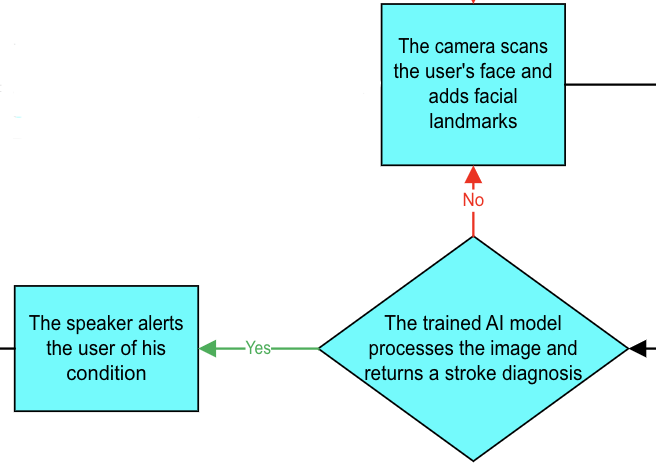 The camera scans
the user's face and
adds facial
landmarks
No
The speaker alerts
the user of his
condition
Yes
The trained AI model
processes the image and
returns a stroke diagnosis